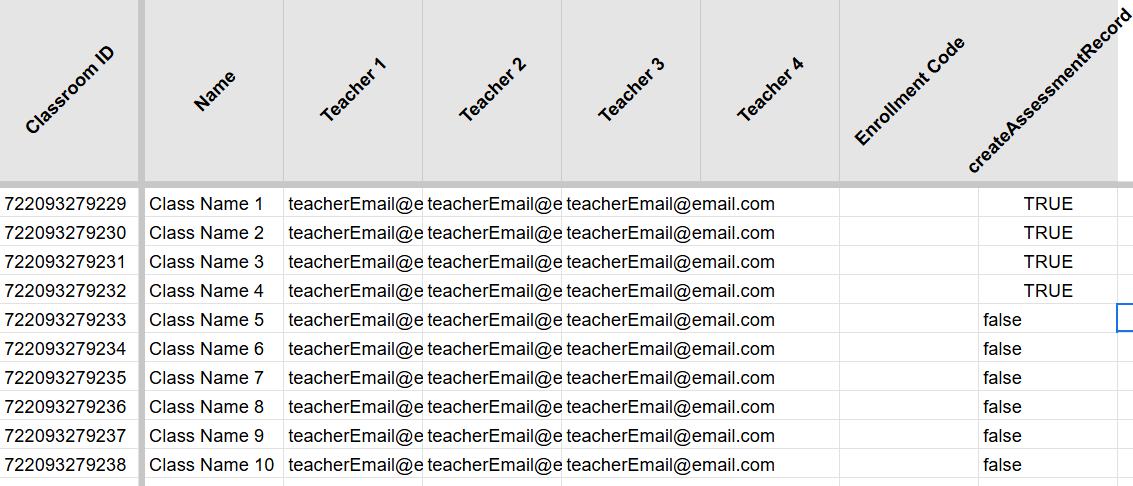 Classroom ID Name Teacher 1 Teacher 2 Teacher 3 Teacher 4 Enrollment Code createAssessmentRecord
722093279229 Class Name 1 teacherEmail@e teacherEmail@e teacherEmail@email.com TRUE
722093279230 Class Name 2 teacherEmail@e teacherEmail@e teacherEmail@email.com TRUE
722093279231 Class Name 3 teacherEmail@e teacherEmail@e teacherEmail@email.com TRUE
722093279232 Class Name 4 teacherEmail@e teacherEmail@e teacherEmail@email.com TRUE
722093279233 Class Name 5 teacherEmail@e teacherEmail@e teacherEmail@email.com false
722093279234 Class Name 6 teacherEmail@e teacherEmail@e teacherEmail@email.com false
722093279235 Class Name 7 teacherEmail@e teacherEmail@e teacherEmail@email.com false
722093279236 Class Name 8 teacherEmail@e teacherEmail@e teacherEmail@email.com false
722093279237 Class Name 9 teacherEmail@e teacherEmail@e teacherEmail@email.com false
722093279238 Class Name 10 teacherEmail@e teacherEmail@e teacherEmail@email.com false